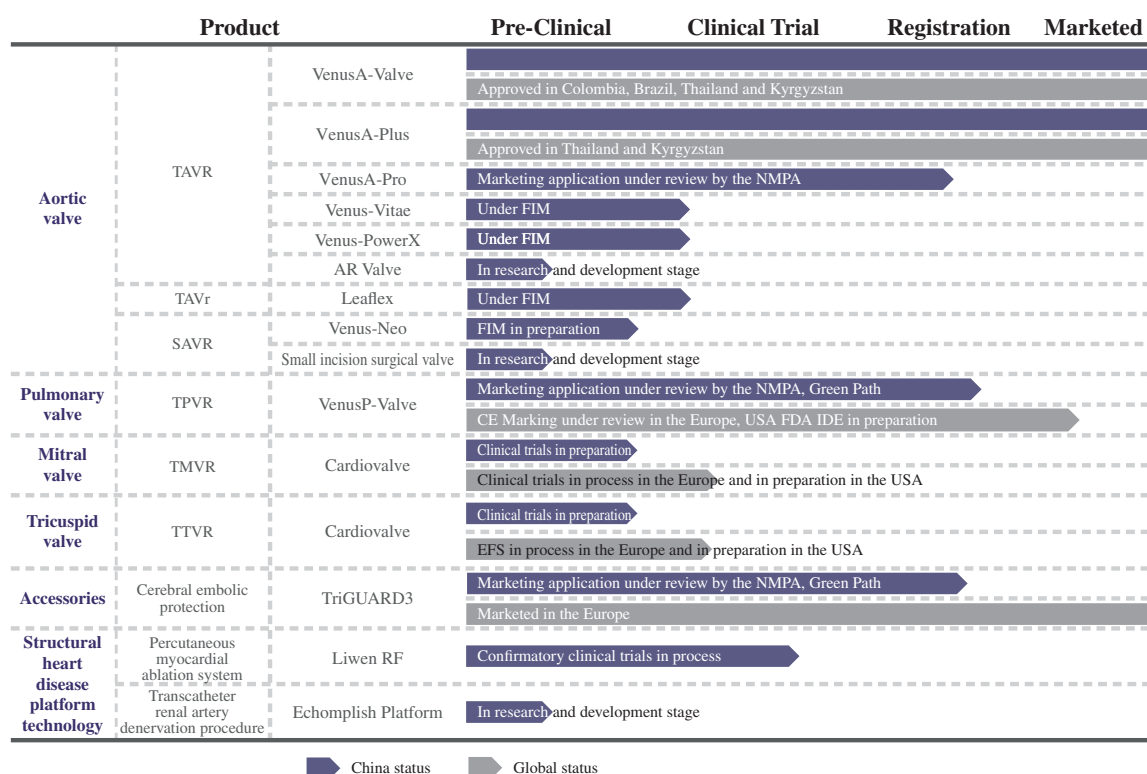 Product Pre-Clinical Clinical Trial Registration Marketed
Aortic
valve
TAVR
VenusA-Valve
Approved in Colombia, Brazil, Thailand and Kyrgyzstan
VenusA-Plus
Approved in Thailand and Kyrgyzstan
VenusA-Pro Marketing application under review by the NMPA
Venus-Vitae Under FIM
Venus-PowerX Under FIM
AR Valve In research and development stage
TAVr Leaflex Under FIM
SAVR
Venus-Neo FIM in preparation
Small incision surgical valve In research and development stage
Pulmonary
valve
TPVR
VenusP-Valve
Marketing application under review by the NMPA, Green Path
CE Marking under review in the Europe, USA FDA IDE in preparation
Mitral
valve
TMVR
Cardiovalve
Clinical trials in preparation
Clinical trials in process in the Europe and in preparation in the USA
Tricuspid
valve
TTVR
Cardiovalve
Clinical trials in preparation
EFS in process in the Europe and in preparation in the USA
Accessories
Cerebral embolic
protection
TriGUARD3
Marketing application under review by the NMPA, Green Path
Marketed in the Europe
Structural
heart
disease
platform
technology
Percutaneous
myocardial
ablation system
Liwen RF
Confirmatory clinical trials in process
Transcatheter
renal artery
denervation procedure
Echomplish Platform
In research and development stage
China status Global status